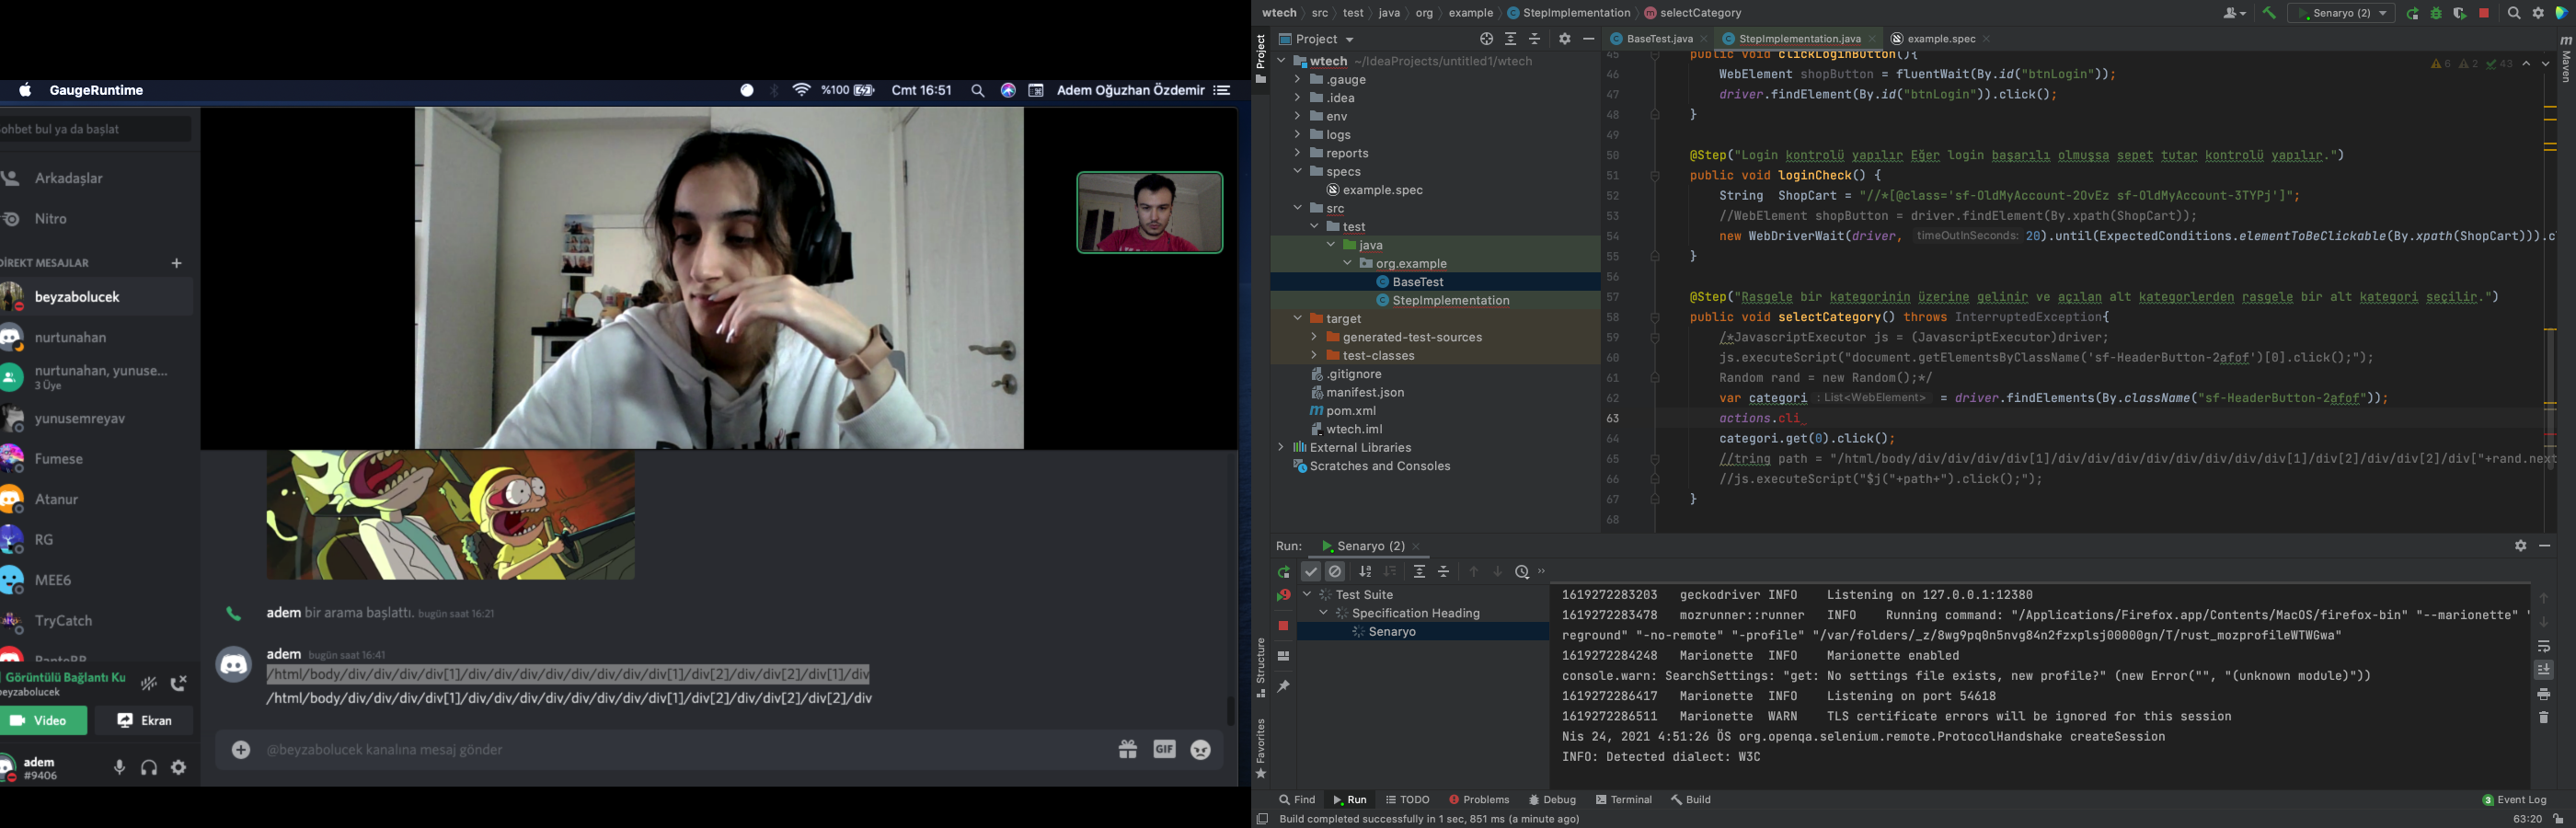 GaugeRuntime
%100
Cmt 16:51
Adem Oğuzhan Özdemir
ohbet bul ya da başlat
Arkadaşlar
Nitro
DİREKT MESAJLAR
beyzabolucek
nurtunahan
nurtunahan, yunuse...
3 Üye
yunusemreyav
Fumese
Atanur
RG
MEE6
TryCatch
PanteRR
Görüntülü Bağlantı Ku
beyzabolucek
Video
Ekran
adem
#9406
adem bir arama başlattı. bugün saat 16:21
adem bugün saat 16:41
/html/body/div/div/div/div[1]/div/div/div/div/div/div/div/div[1]/div[2]/div/div[2]/div[1]/div
/html/body/div/div/div/div[1]/div/div/div/div/div/div/div/div[1]/div[2]/div/div[2]/div[2]/div
@beyzabolucek kanalına mesaj gönder
GIF
wtech
src
test
java
org
example
StepImplementation
selectCategory
Senaryo (2)
Project
Project
BaseTest.java
StepImplementation.java
example.spec
Maven
wtech ~/IdeaProjects/untitled1/wtech
.gauge
.idea
env
logs
reports
specs
example.spec
src
test
java
org.example
BaseTest
StepImplementation
target
generated-test-sources
test-classes
.gitignore
manifest.json
pom.xml
wtech.iml
External Libraries
Scratches and Consoles
6 2 43
45 public void clickLoginButton(){
46 WebElement shopButton = fluentWait(By.id("btnLogin"));
47 driver.findElement(By.id("btnLogin")).click();
48 }
49
50 @Step("Login kontrolü yapılır Eğer login başarılı olmuşsa sepet tutar kontrolü yapılır.")
51 public void loginCheck() {
52 String ShopCart = "//*[@class='sf-OldMyAccount-2OvEz sf-OldMyAccount-3TYPj']";
53 //WebElement shopButton = driver.findElement(By.xpath(ShopCart));
54 new WebDriverWait(driver, timeOutInSeconds: 20).until(ExpectedConditions.elementToBeClickable(By.xpath(ShopCart))).c
55 }
56
57 @Step("Rasgele bir kategorinin üzerine gelinir ve açılan alt kategorlerden rasgele bir alt kategori seçilir.")
58 public void selectCategory() throws InterruptedException{
59 /*JavascriptExecutor js = (JavascriptExecutor)driver;
60 js.executeScript("document.getElementsByClassName('sf-HeaderButton-2afof')[0].click();");
61 Random rand = new Random();*/
62 var categori : List<WebElement> = driver.findElements(By.className("sf-HeaderButton-2afof"));
63 actions.cli
64 categori.get(0).click();
65 //tring path = "/html/body/div/div/div/div[1]/div/div/div/div/div/div/div/div[1]/div[2]/div/div[2]/div["+rand.next
66 //js.executeScript("$j("+path+").click();");
67 }
68
Run:
Senaryo (2)
Test Suite
Specification Heading
Senaryo
1619272283203 geckodriver INFO Listening on 127.0.0.1:12380
1619272283478 mozrunner::runner INFO Running command: "/Applications/Firefox.app/Contents/MacOS/firefox-bin" "--marionette" "
reground" "-no-remote" "-profile" "/var/folders/_z/8wg9pq0n5nvg84n2fzxplsj00000gn/T/rust_mozprofileWTWGwa"
1619272284248 Marionette INFO Marionette enabled
console.warn: SearchSettings: "get: No settings file exists, new profile?" (new Error("", "(unknown module)"))
1619272286417 Marionette INFO Listening on port 54618
1619272286511 Marionette WARN TLS certificate errors will be ignored for this session
Nis 24, 2021 4:51:26 ÖS org.openqa.selenium.remote.ProtocolHandshake createSession
INFO: Detected dialect: W3C
Structure
Favorites
Find
Run
TODO
Problems
Debug
Terminal
Build
3 Event Log
Build completed successfully in 1 sec, 851 ms (a minute ago)
63:20